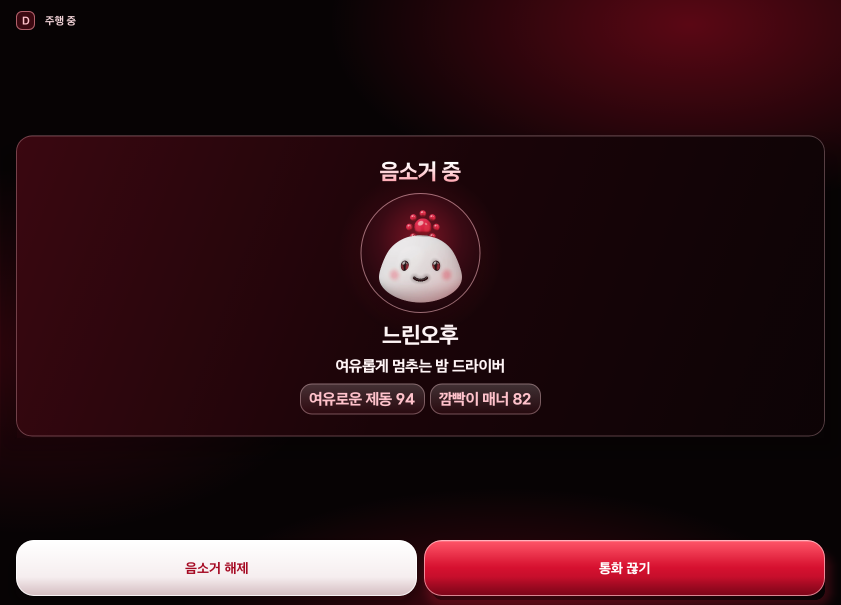 D 주행 중
음소거 중
느린오후
여유롭게 멈추는 밤 드라이버
여유로운 제동 94 깜빡이 매너 82
음소거 해제 통화 끊기